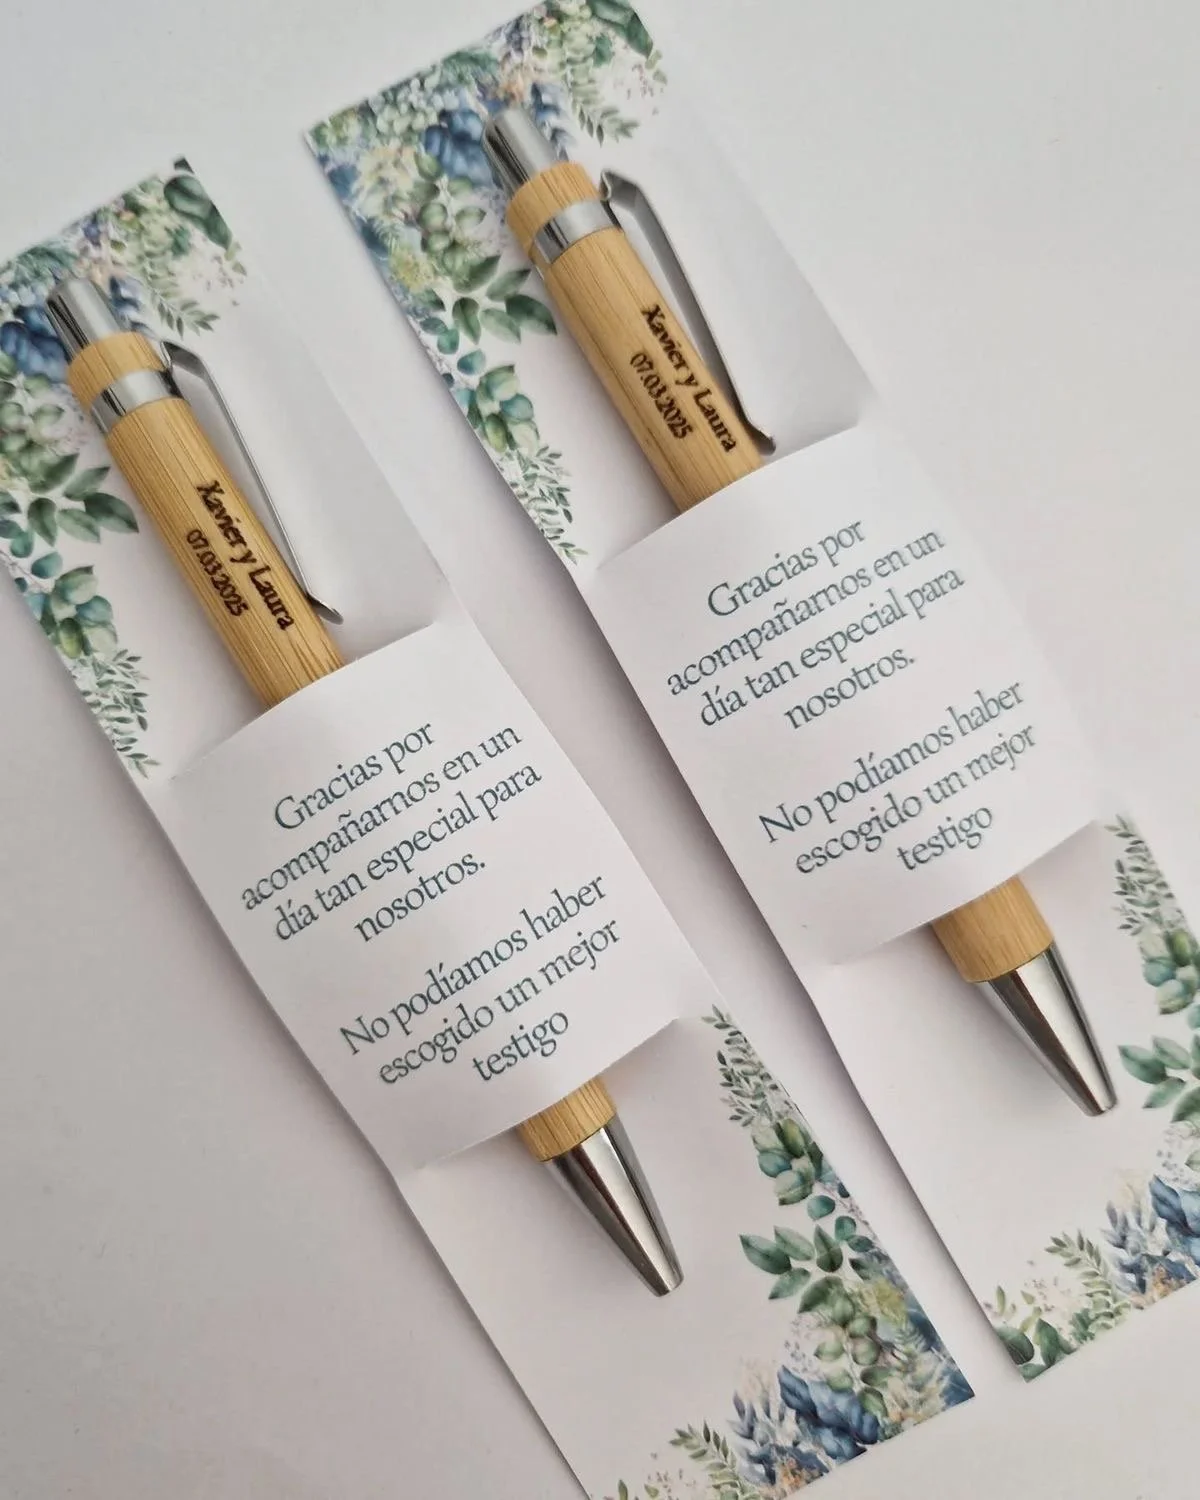 Xavier y Laura
07.03.2025
Gracias por
acompañarnos en un
día tan especial para
nosotros.
No podíamos haber
escogido un mejor
testigo
Xavier y Laura
07.03.2025
Gracias por
acompañarnos en un
día tan especial para
nosotros.
No podíamos haber
escogido un mejor
testigo